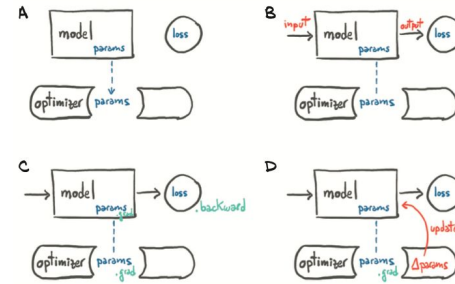 A
model
params
loss
optimizer
params
B
input
model
params
output
loss
optimizer
params
C
model
params
.grad
loss
.backward
optimizer
params
.grad
D
model
params
loss
update
optimizer
params
.grad
Δparams